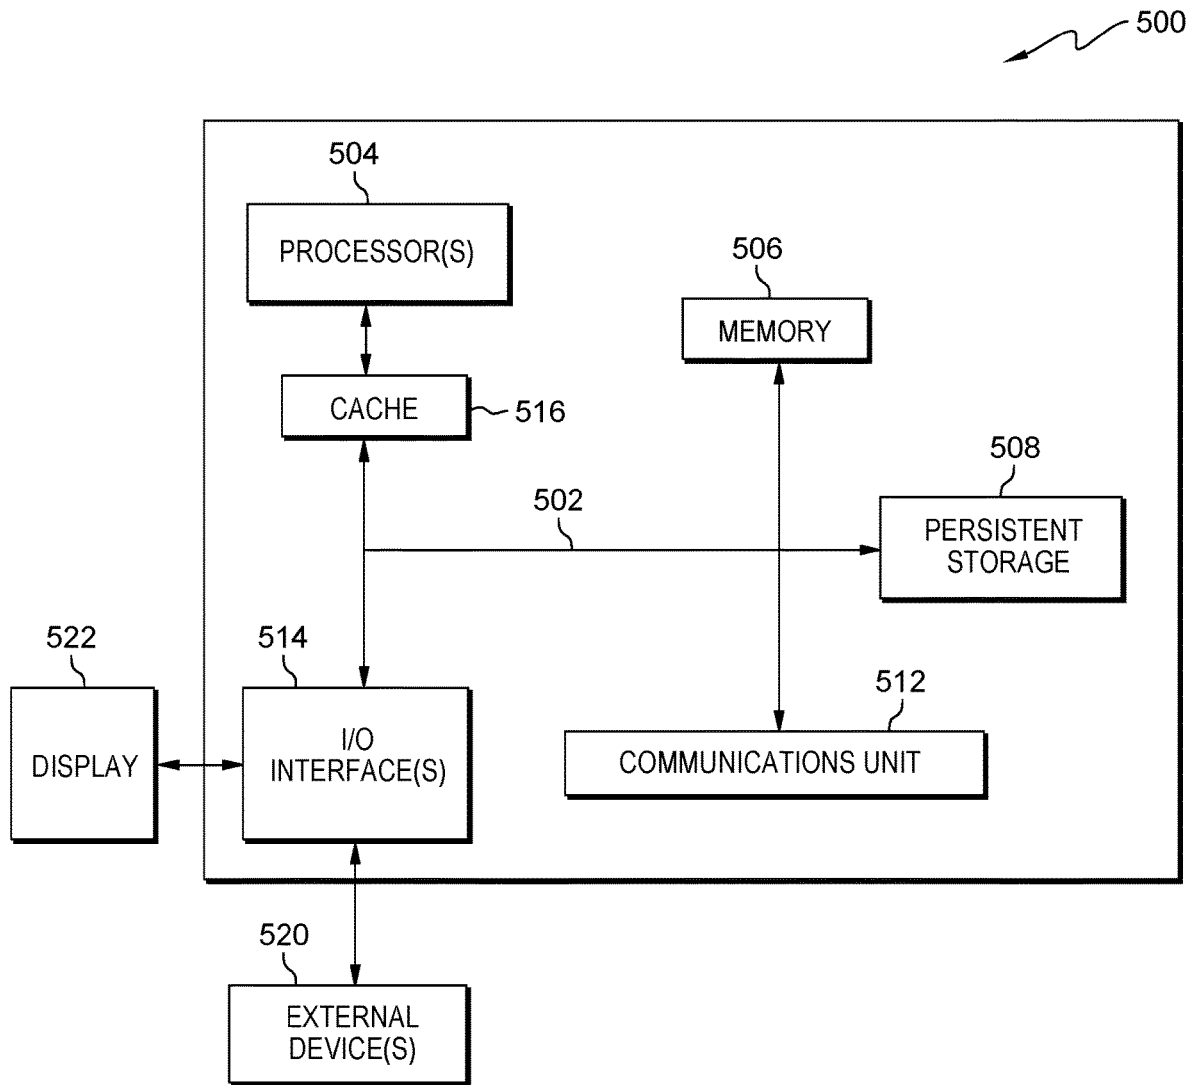 500
504
PROCESSOR(S)
506
MEMORY
CACHE
516
508
502
PERSISTENT
STORAGE
522
514
512
I/O
INTERFACE(S)
DISPLAY
COMMUNICATIONS UNIT
520
EXTERNAL
DEVICE(S)